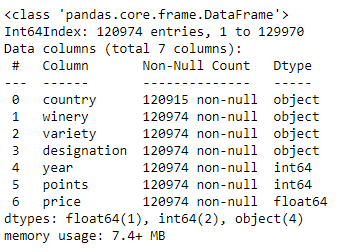 <class 'pandas.core.frame.DataFrame'>
Int64Index: 120974 entries, 1 to 129970
Data columns (total 7 columns):
 #   Column       Non-Null Count   Dtype
---  ------       --------------   -----
 0   country      120915 non-null  object
 1   winery       120974 non-null  object
 2   variety      120974 non-null  object
 3   designation  120974 non-null  object
 4   year         120974 non-null  int64
 5   points       120974 non-null  int64
 6   price        120974 non-null  float64
dtypes: float64(1), int64(2), object(4)
memory usage: 7.4+ MB